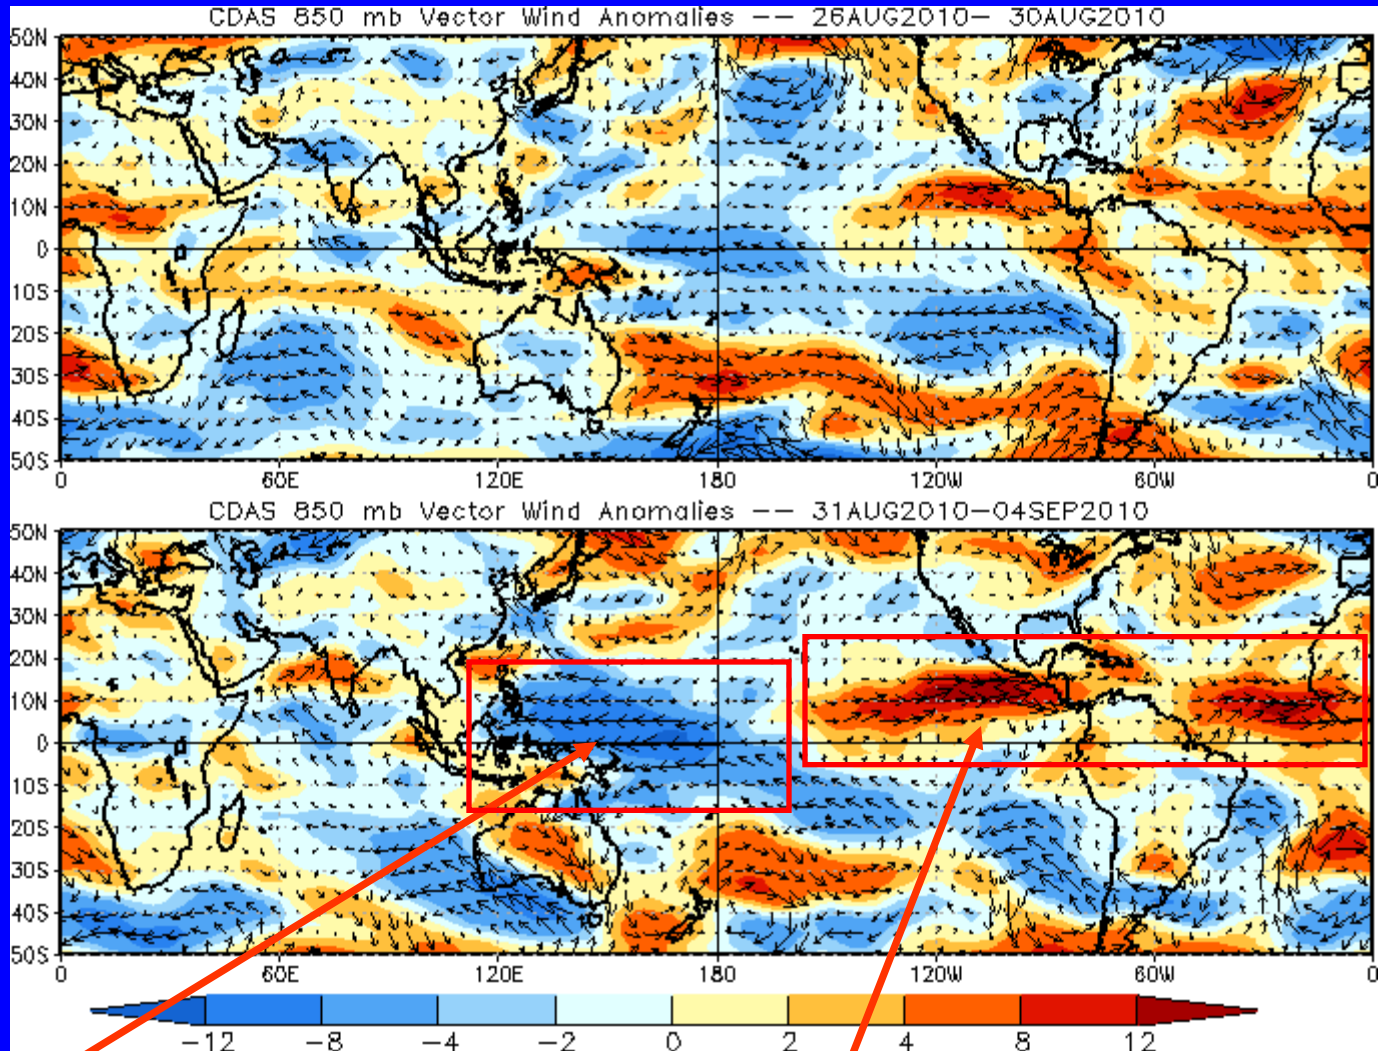 CDAS 850 mb Vector Wind Anomalies -- 26AUG2010- 30AUG2010
50N
40N
30N
20N
10N
0
10S
20S
30S
40S
50S
0 60E 120E 180 120W 60W 0
CDAS 850 mb Vector Wind Anomalies -- 31AUG2010-04SEP2010
50N
40N
30N
20N
10N
0
10S
20S
30S
40S
50S
0 60E 120E 180 120W 60W 0
-12 -8 -4 -2 0 2 4 8 12